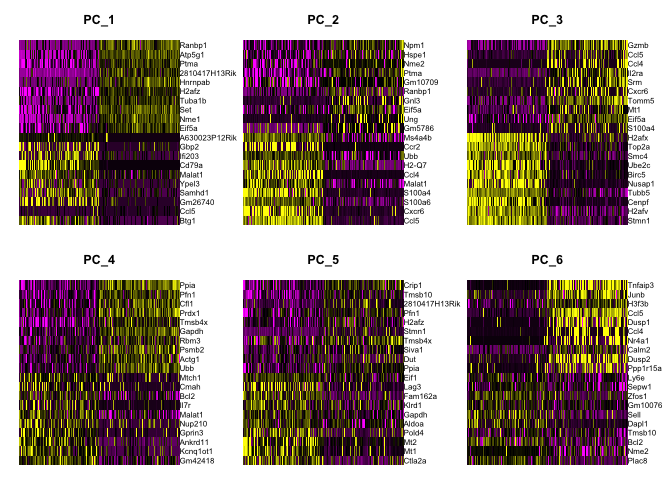 PC_1
Ranbp1
Atp5g1
Ptma
2810417H13Rik
Hnrnpab
H2afz
Tuba1b
Set
Nme1
Eif5a
A630023P12Rik
Gbp2
Ifi203
Cd79a
Malat1
Ypel3
Samhd1
Gm26740
Ccl5
Btg1
PC_2
Npm1
Hspe1
Nme2
Ptma
Gm10709
Ranbp1
Gnl3
Eif5a
Ung
Gm5786
Ms4a4b
Ccr2
Ubb
H2-Q7
Ccl4
Malat1
S100a4
S100a6
Cxcr6
Ccl5
PC_3
Gzmb
Ccl5
Ccl4
Il2ra
Srm
Cxcr6
Tomm5
Mt1
Eif5a
S100a4
H2afx
Top2a
Smc4
Ube2c
Birc5
Nusap1
Tubb5
Cenpf
H2afv
Stmn1
PC_4
Ppia
Pfn1
Cfl1
Prdx1
Tmsb4x
Gapdh
Rbm3
Psmb2
Actg1
Ubb
Mtch1
Cmah
Bcl2
Il7r
Malat1
Nup210
Gprin3
Ankrd11
Kcnq1ot1
Gm42418
PC_5
Crip1
Tmsb10
2810417H13Rik
Pfn1
H2afz
Stmn1
Tmsb4x
Siva1
Dut
Ppia
Eif1
Lag3
Fam162a
Klrd1
Gapdh
Aldoa
Pold4
Mt2
Mt1
Ctla2a
PC_6
Tnfaip3
Junb
H3f3b
Ccl5
Dusp1
Ccl4
Nr4a1
Calm2
Dusp2
Ppp1r15a
Ly6e
Sepw1
Zfos1
Gm10076
Sell
Dapl1
Tmsb10
Bcl2
Nme2
Plac8